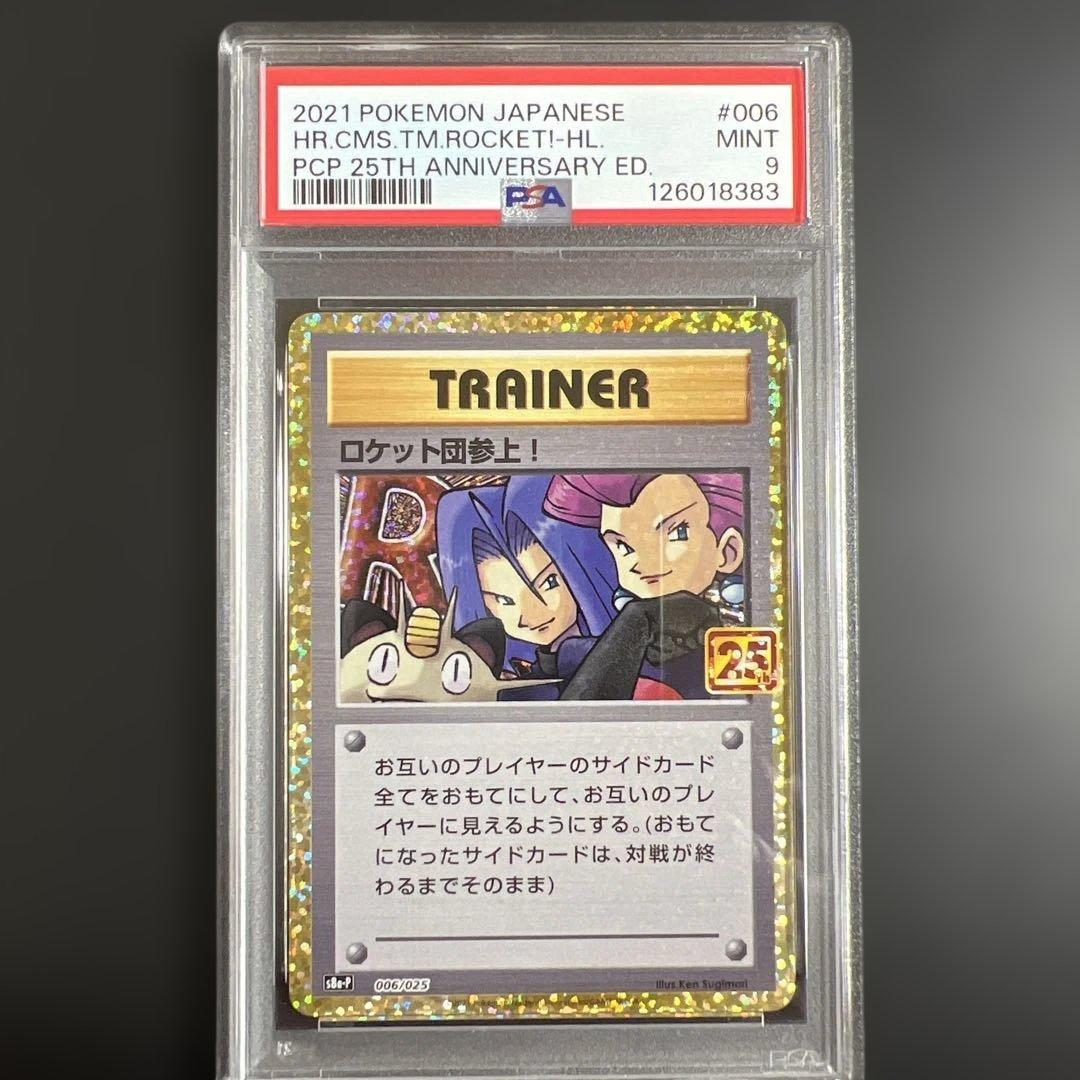 2021 POKEMON JAPANESE #006
HR.CMS.TM.ROCKET!-HL. MINT
PCP 25TH ANNIVERSARY ED. 9
PSA 126018383
TRAINER
ロケット団参上！
25
お互いのプレイヤーのサイドカード
全てをおもてにして、お互いのプレ
イヤーに見えるようにする。(おもて
になったサイドカードは、対戦が終
わるまでそのまま)
s8a-P 006/025 Illus.Ken Sugimori
PSA